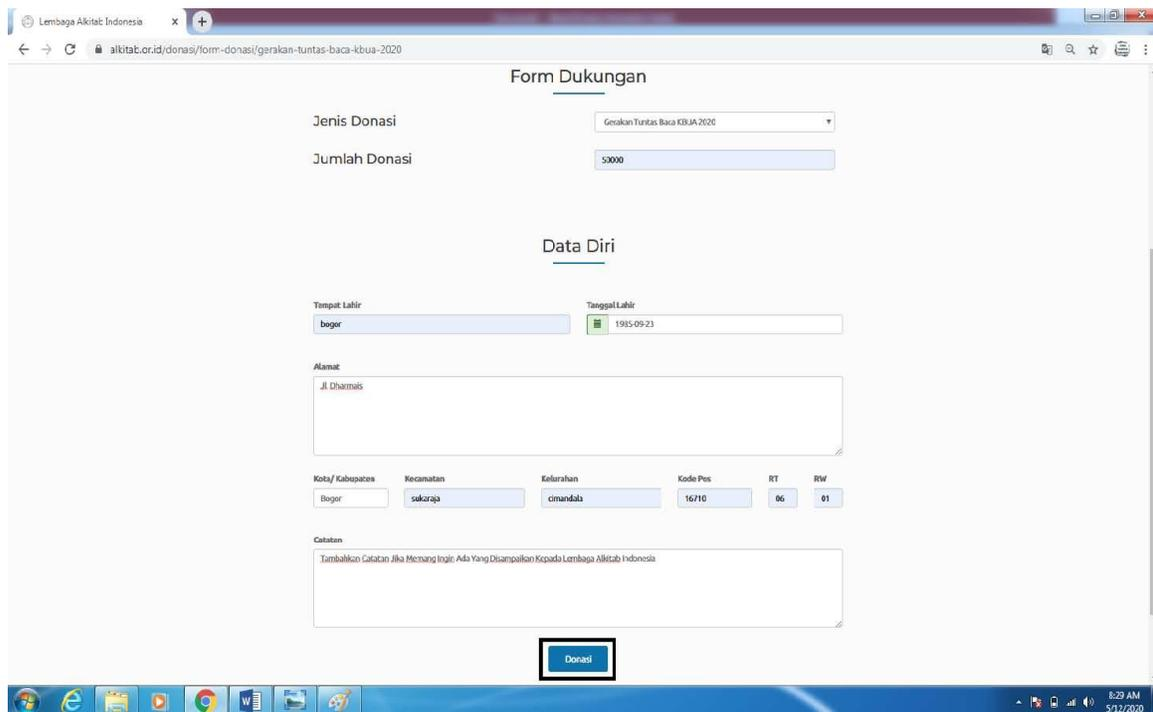 Lembaga Alkitab Indonesia
alkitab.or.id/donasi/form-donasi/gerakan-tuntas-baca-kbua-2020
Form Dukungan
Jenis Donasi Gerakan Tuntas Baca KBUA 2020
Jumlah Donasi 50000
Data Diri
Tempat Lahir Tanggal Lahir
bogor 1985-09-23
Alamat
Jl. Dharmais
Kota/ Kabupaten Kecamatan Kelurahan Kode Pos RT RW
Bogor sukaraja cimandala 16710 06 01
Catatan
Tambahkan Catatan Jika Memang Ingin Ada Yang Disampaikan Kepada Lembaga Alkitab Indonesia
Donasi
8:29 AM
5/12/2020